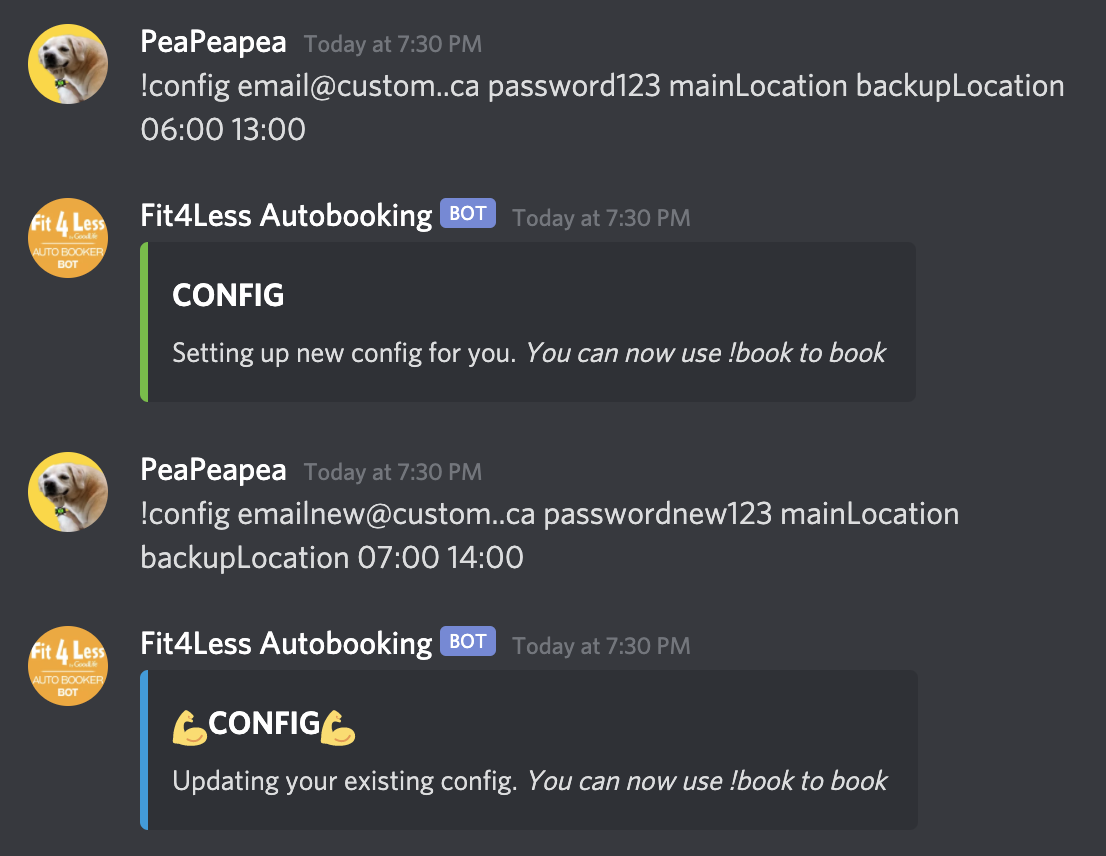 PeaPeapea Today at 7:30 PM
!config email@custom..ca password123 mainLocation backupLocation
06:00 13:00
Fit4Less Autobooking BOT Today at 7:30 PM
Fit 4 Less
by GoodLife
AUTO BOOKER
BOT
CONFIG
Setting up new config for you. You can now use !book to book
PeaPeapea Today at 7:30 PM
!config emailnew@custom..ca passwordnew123 mainLocation
backupLocation 07:00 14:00
Fit4Less Autobooking BOT Today at 7:30 PM
Fit 4 Less
by GoodLife
AUTO BOOKER
BOT
💪CONFIG💪
Updating your existing config. You can now use !book to book